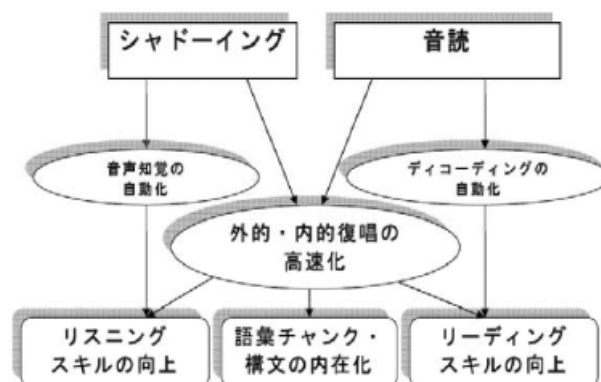 シャドーイング
音読
音声知覚の
自動化
ディコーディングの
自動化
外的・内的復唱の
高速化
リスニング
スキルの向上
語彙チャンク・
構文の内在化
リーディング
スキルの向上